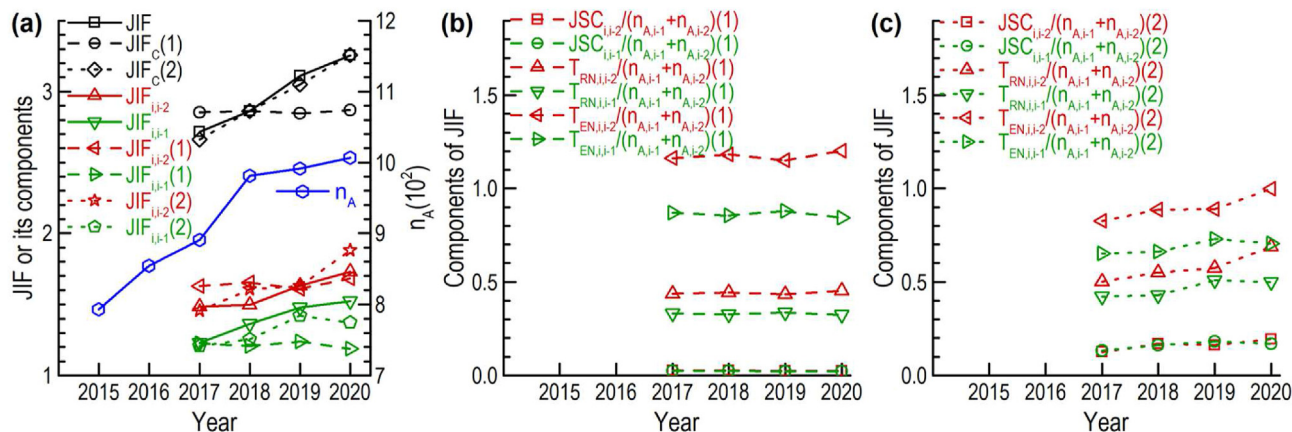 (a)
JIF
JIF_C(1)
JIF_C(2)
JIF_i,i-2
JIF_i,i-1
JIF_i,i-2(1)
JIF_i,i-1(1)
JIF_i,i-2(2)
JIF_i,i-1(2)
n_A
JIF or its components
3
2
1
2015 2016 2017 2018 2019 2020
Year
12
11
10
9
8
7
n_A(10^2)
(b)
JSC_i,i-2/(n_A,i-1+n_A,i-2)(1)
JSC_i,i-1/(n_A,i-1+n_A,i-2)(1)
T_RN,i,i-2/(n_A,i-1+n_A,i-2)(1)
T_RN,i,i-1/(n_A,i-1+n_A,i-2)(1)
T_EN,i,i-2/(n_A,i-1+n_A,i-2)(1)
T_EN,i,i-1/(n_A,i-1+n_A,i-2)(1)
Components of JIF
1.5
1.0
0.5
0.0
2015 2016 2017 2018 2019 2020
Year
(c)
JSC_i,i-2/(n_A,i-1+n_A,i-2)(2)
JSC_i,i-1/(n_A,i-1+n_A,i-2)(2)
T_RN,i,i-2/(n_A,i-1+n_A,i-2)(2)
T_RN,i,i-1/(n_A,i-1+n_A,i-2)(2)
T_EN,i,i-2/(n_A,i-1+n_A,i-2)(2)
T_EN,i,i-1/(n_A,i-1+n_A,i-2)(2)
Components of JIF
1.5
1.0
0.5
0.0
2015 2016 2017 2018 2019 2020
Year